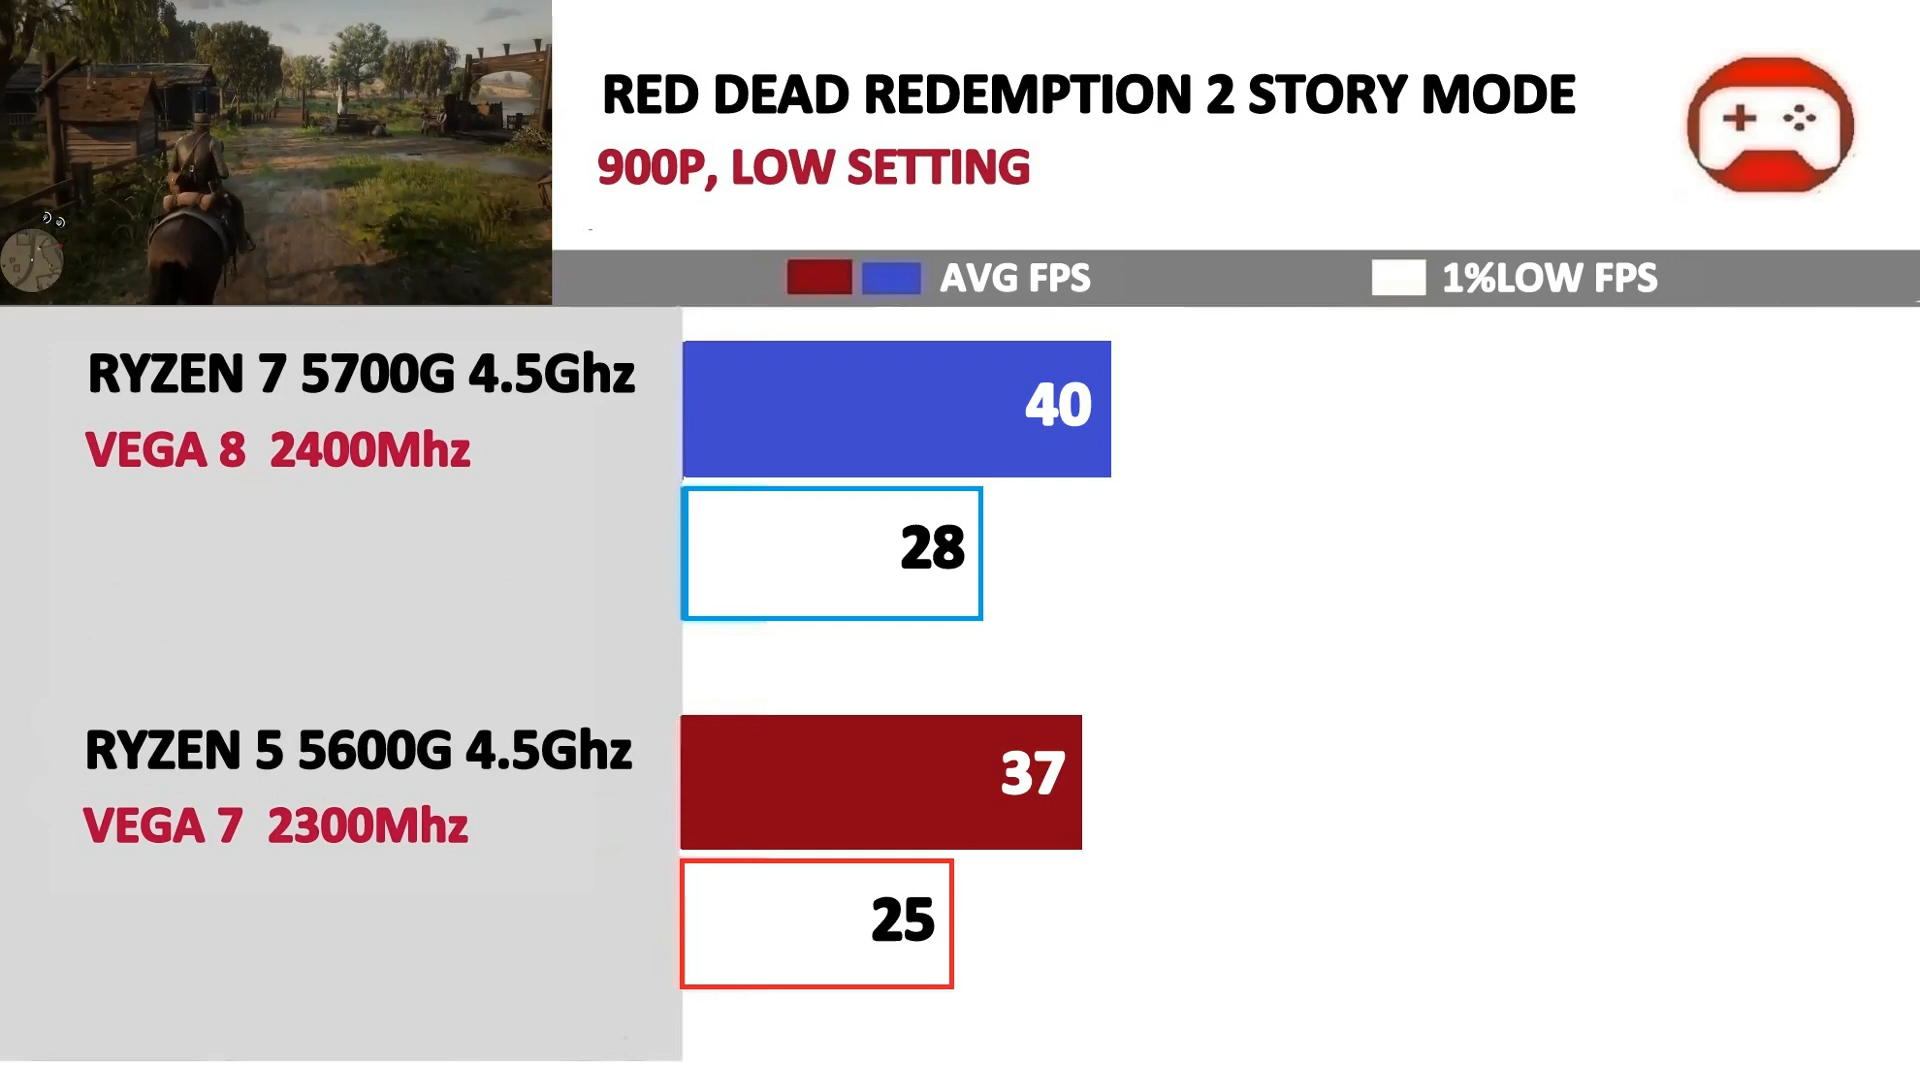 RED DEAD REDEMPTION 2 STORY MODE
900P, LOW SETTING
AVG FPS
1%LOW FPS
RYZEN 7 5700G 4.5Ghz
VEGA 8 2400Mhz
40
28
RYZEN 5 5600G 4.5Ghz
VEGA 7 2300Mhz
37
25